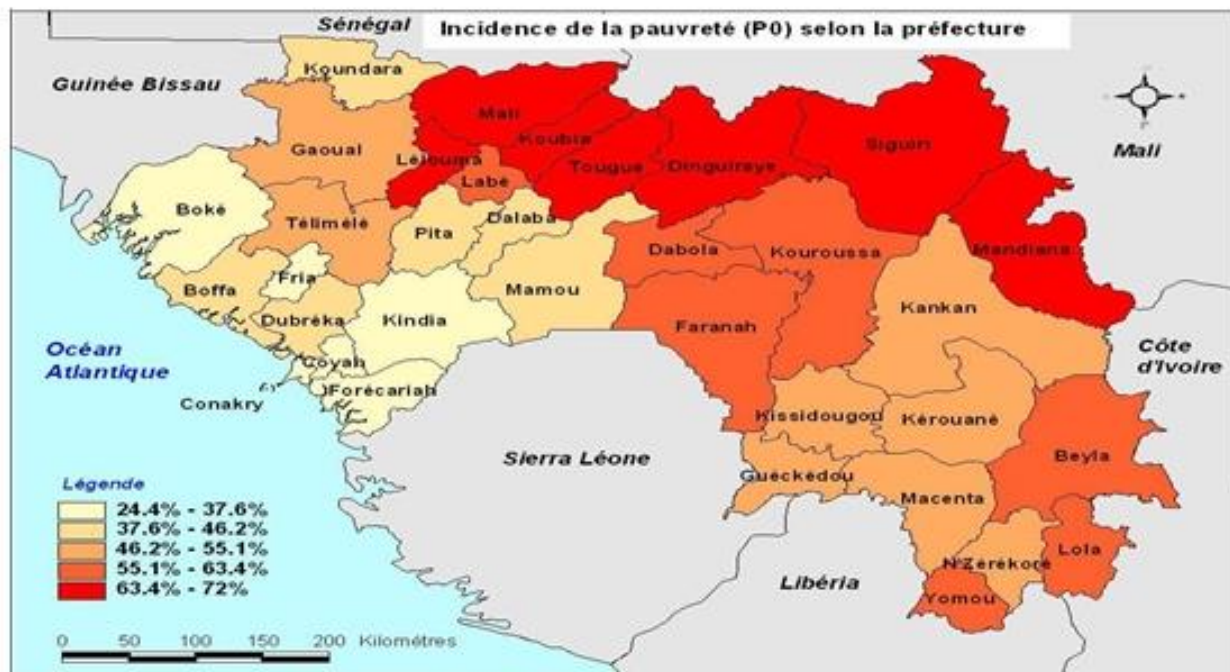 Sénégal
Incidence de la pauvreté (P0) selon la préfecture
Guinée Bissau
Koundara
Mali
Koubia
Siguiri
Mali
Gaoual
Lélouma
Tougue
Dinguiraye
Labé
Boké
Télimélé
Pita
Dalaba
Dabola
Kouroussa
Mandiana
Fria
Boffa
Mamou
Kankan
Dubréka
Kindia
Faranah
Océan
Atlantique
Coyah
Côte
d'Ivoire
Conakry
Forécariah
Kissidougou
Kérouané
Sierra Léone
Beyla
Guéckédou
Macenta
Légende
24.4% - 37.6%
37.6% - 46.2%
46.2% - 55.1%
55.1% - 63.4%
63.4% - 72%
N'Zérékoré
Lola
Libéria
Yomou
0 50 100 150 200 Kilométres